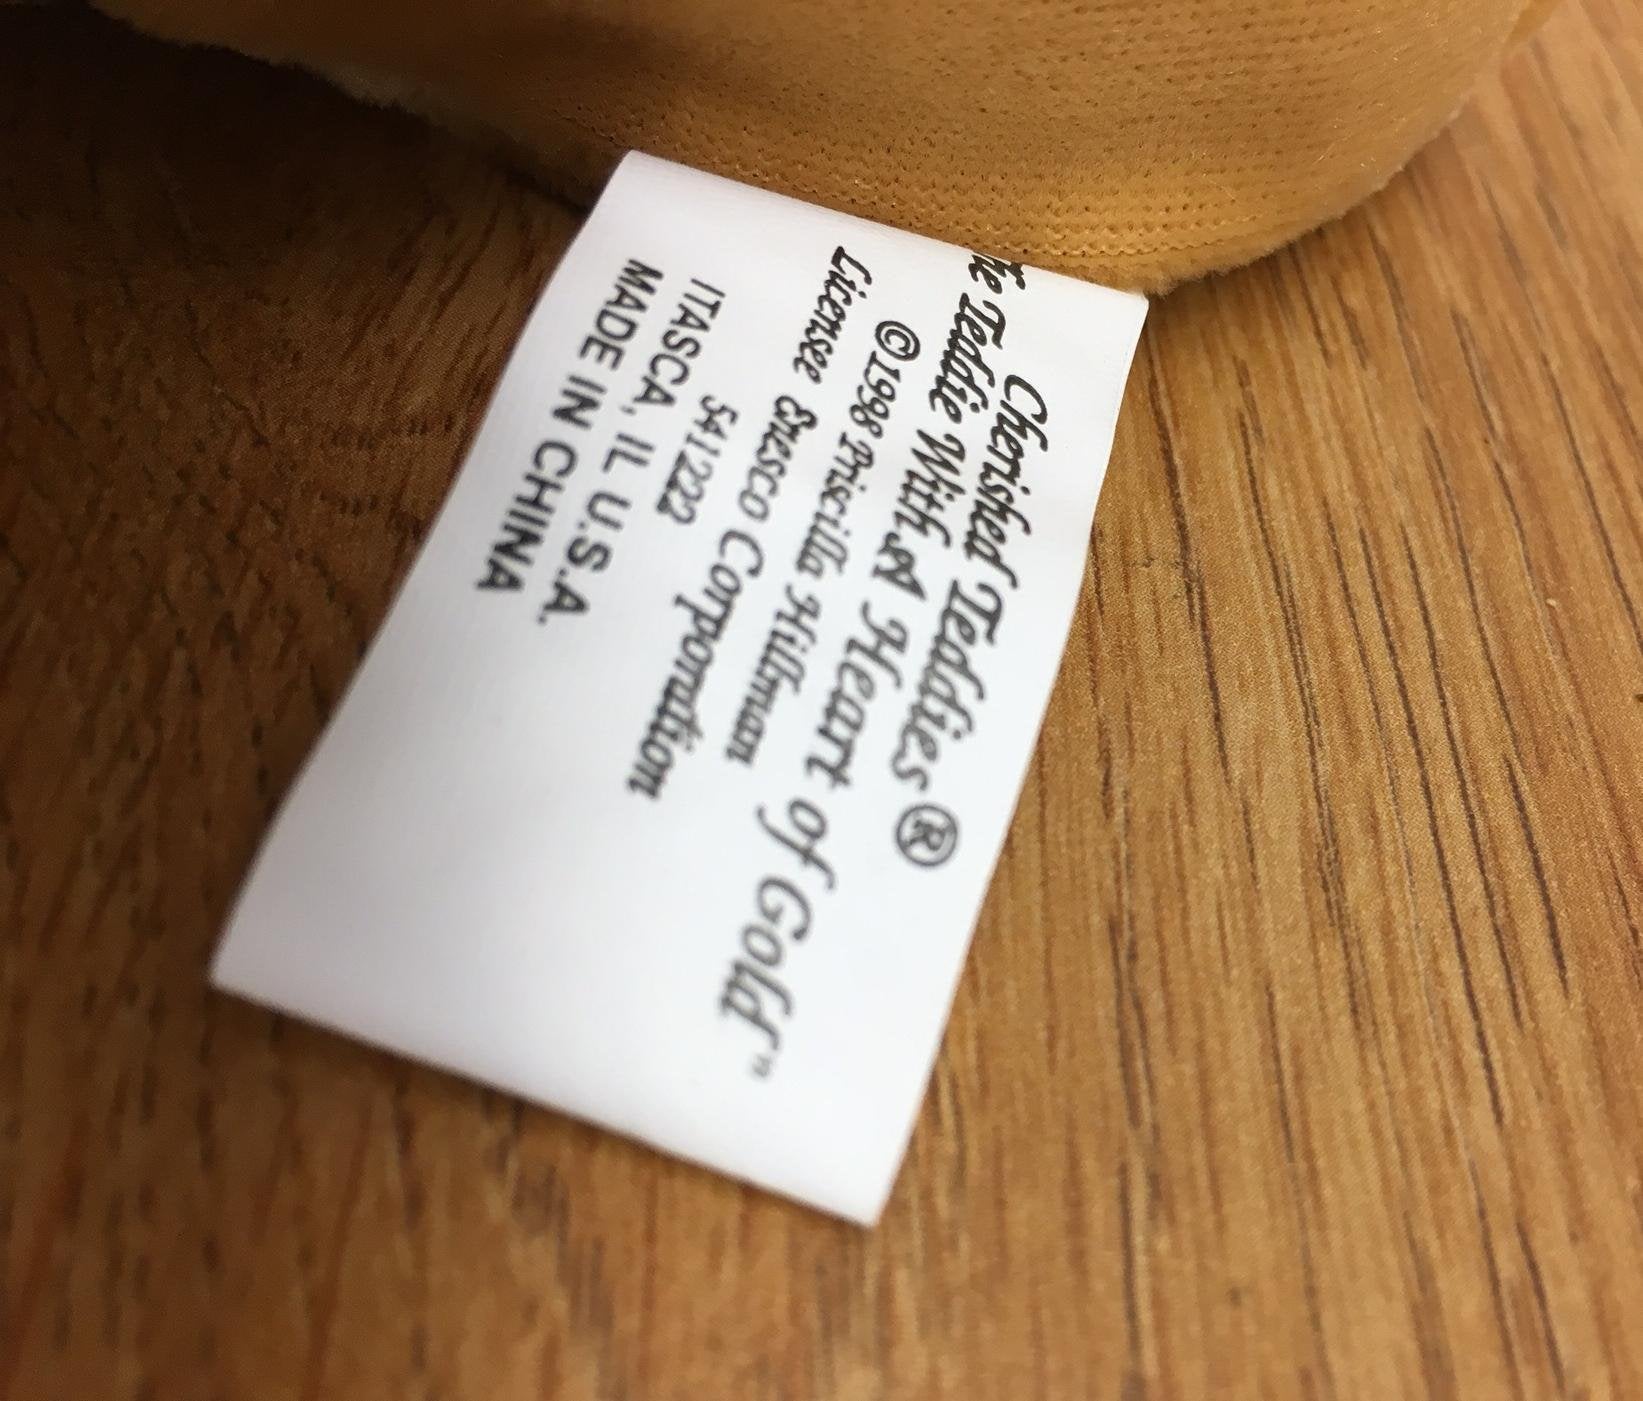 Cherished Teddies®
The Teddie With A Heart of Gold™
©1998 Priscilla Hillman
Licensee Enesco Corporation
541222
ITASCA, IL U.S.A.
MADE IN CHINA